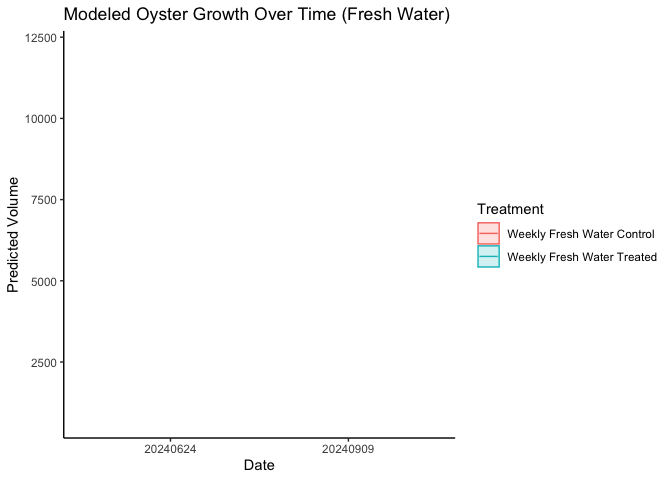 Modeled Oyster Growth Over Time (Fresh Water)
12500
10000
7500
5000
2500
Predicted Volume
20240624
20240909
Date
Treatment
Weekly Fresh Water Control
Weekly Fresh Water Treated